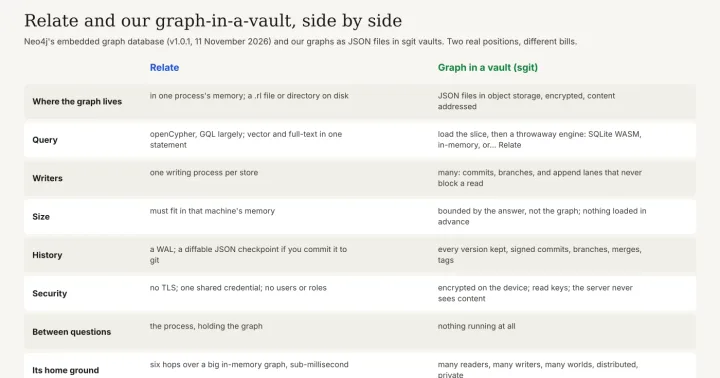 Relate and our graph-in-a-vault, side by side
Neo4j's embedded graph database (v1.0.1, 11 November 2026) and our graphs as JSON files in sgit vaults. Two real positions, different bills.
Relate
Graph in a vault (sgit)
Where the graph lives
in one process's memory; a .rl file or directory on disk
JSON files in object storage, encrypted, content
addressed
Query
openCypher, GQL largely; vector and full-text in one
statement
load the slice, then a throwaway engine: SQLite WASM,
in-memory, or... Relate
Writers
one writing process per store
many: commits, branches, and append lanes that never
block a read
Size
must fit in that machine's memory
bounded by the answer, not the graph; nothing loaded in
advance
History
a WAL; a diffable JSON checkpoint if you commit it to
git
every version kept, signed commits, branches, merges,
tags
Security
no TLS; one shared credential; no users or roles
encrypted on the device; read keys; the server never
sees content
Between questions
the process, holding the graph
nothing running at all
Its home ground
six hops over a big in-memory graph, sub-millisecond
many readers, many writers, many worlds, distributed,
private